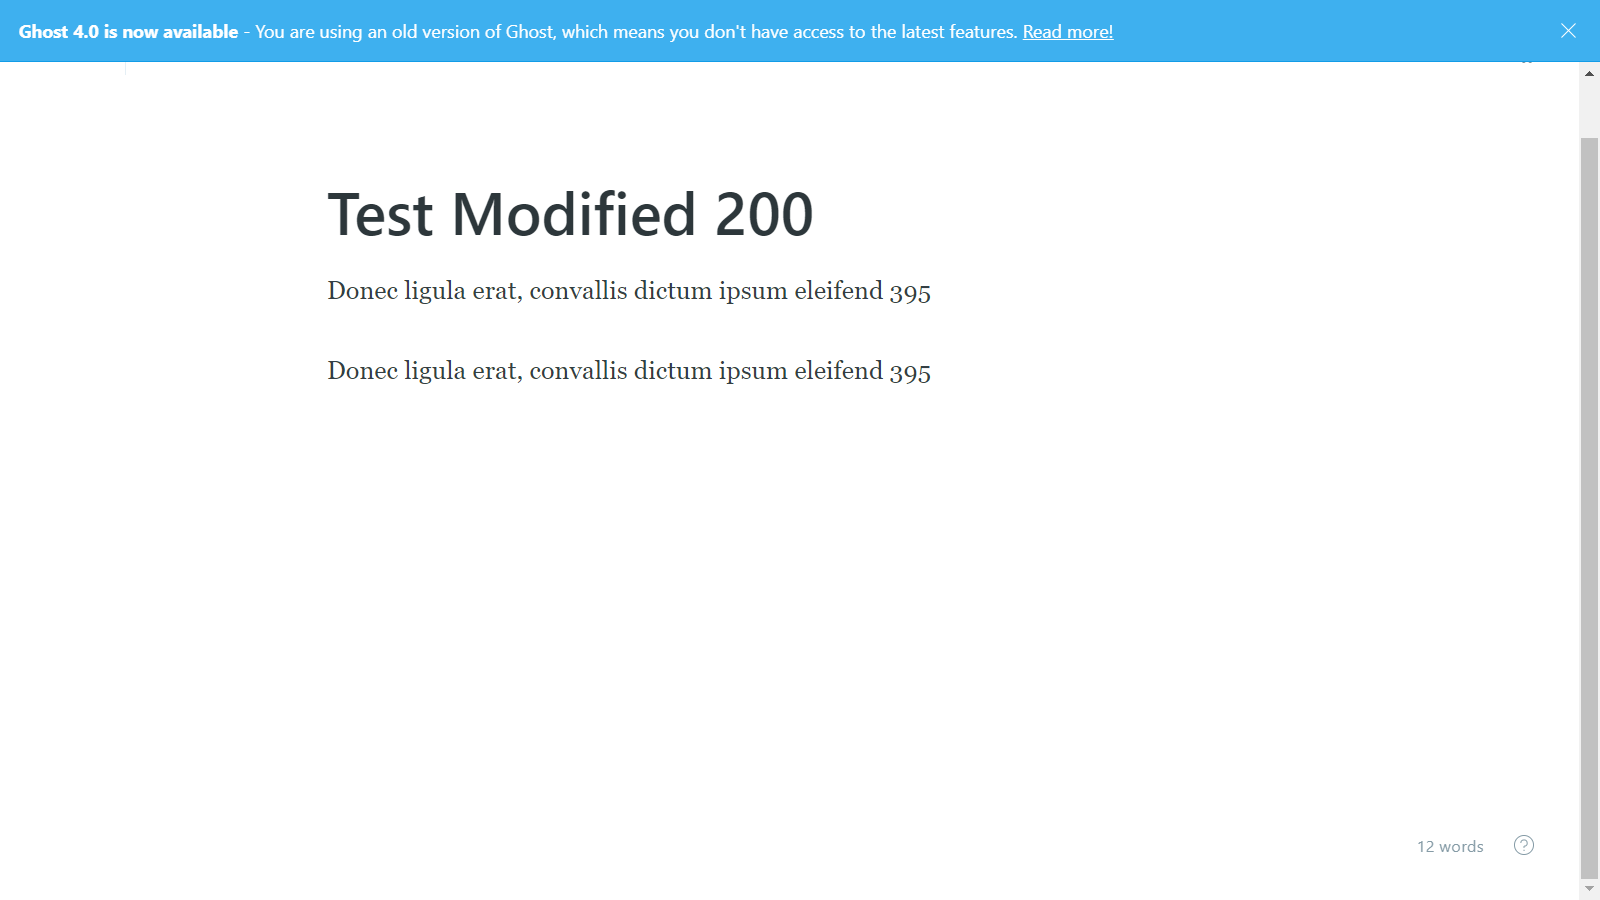 Ghost 4.0 is now available - You are using an old version of Ghost, which means you don't have access to the latest features. Read more!
Test Modified 200
Donec ligula erat, convallis dictum ipsum eleifend 395
Donec ligula erat, convallis dictum ipsum eleifend 395
12 words